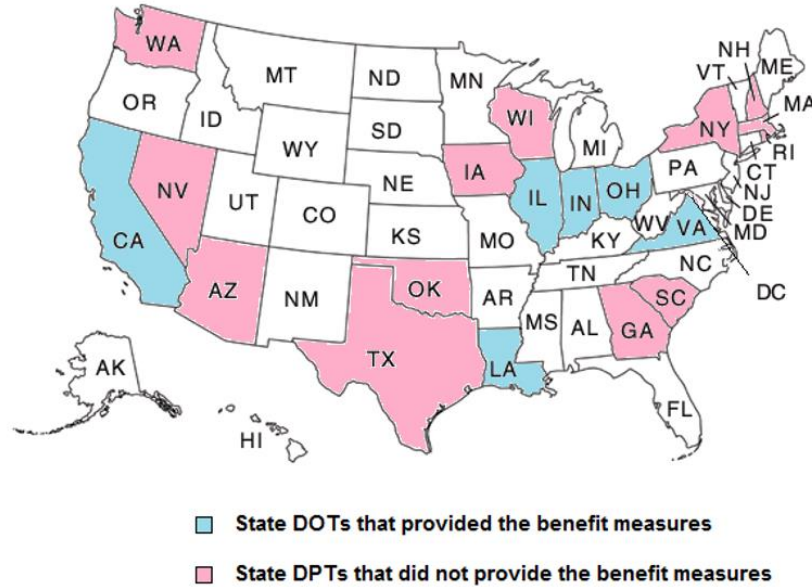 WA
MT
ND
MN
VT
NH
ME
OR
ID
SD
WI
MI
NY
MA
WY
IA
RI
CT
NV
NE
PA
NJ
UT
CO
IL
IN
OH
DE
CA
KS
MO
WV
VA
MD
KY
AZ
NM
OK
AR
TN
NC
DC
TX
MS
AL
GA
SC
LA
AK
FL
HI
State DOTs that provided the benefit measures
State DPTs that did not provide the benefit measures